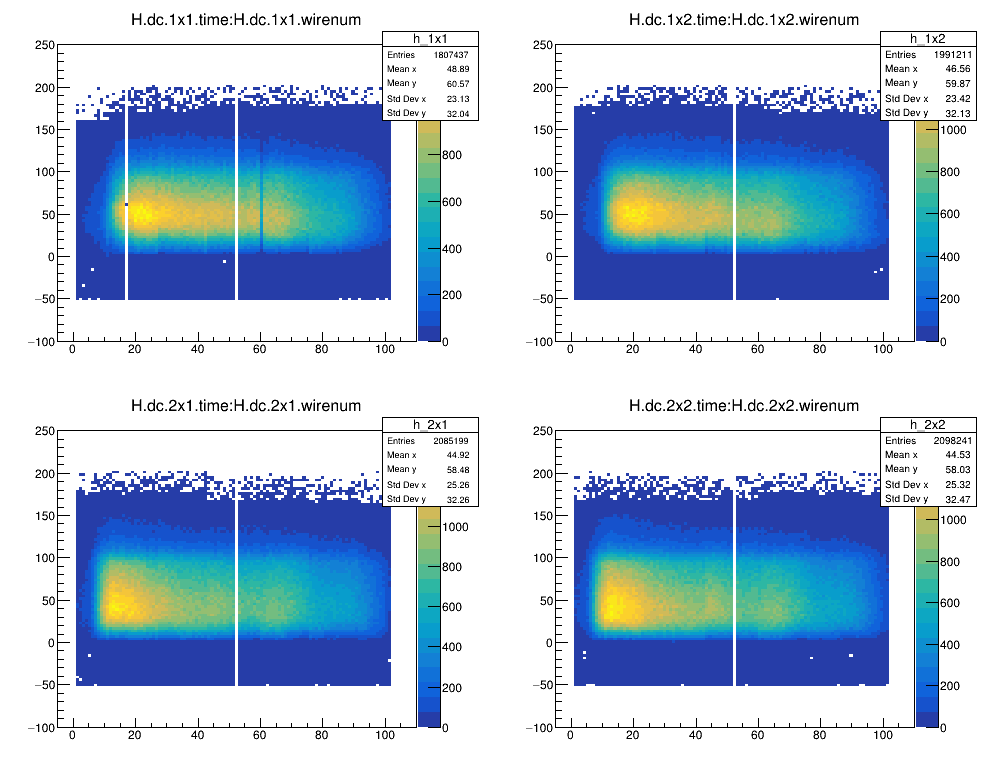 H.dc.1x1.time:H.dc.1x1.wirenum
h_1x1
Entries 1807437
Mean x 48.89
Mean y 60.57
Std Dev x 23.13
Std Dev y 32.04
250
200
150
100
50
0
−50
−100
0 20 40 60 80 100
800
600
400
200
0
H.dc.1x2.time:H.dc.1x2.wirenum
h_1x2
Entries 1991211
Mean x 46.56
Mean y 59.87
Std Dev x 23.42
Std Dev y 32.13
250
200
150
100
50
0
−50
−100
0 20 40 60 80 100
1000
800
600
400
200
0
H.dc.2x1.time:H.dc.2x1.wirenum
h_2x1
Entries 2085199
Mean x 44.92
Mean y 58.48
Std Dev x 25.26
Std Dev y 32.26
250
200
150
100
50
0
−50
−100
0 20 40 60 80 100
1000
800
600
400
200
0
H.dc.2x2.time:H.dc.2x2.wirenum
h_2x2
Entries 2098241
Mean x 44.53
Mean y 58.03
Std Dev x 25.32
Std Dev y 32.47
250
200
150
100
50
0
−50
−100
0 20 40 60 80 100
1000
800
600
400
200
0